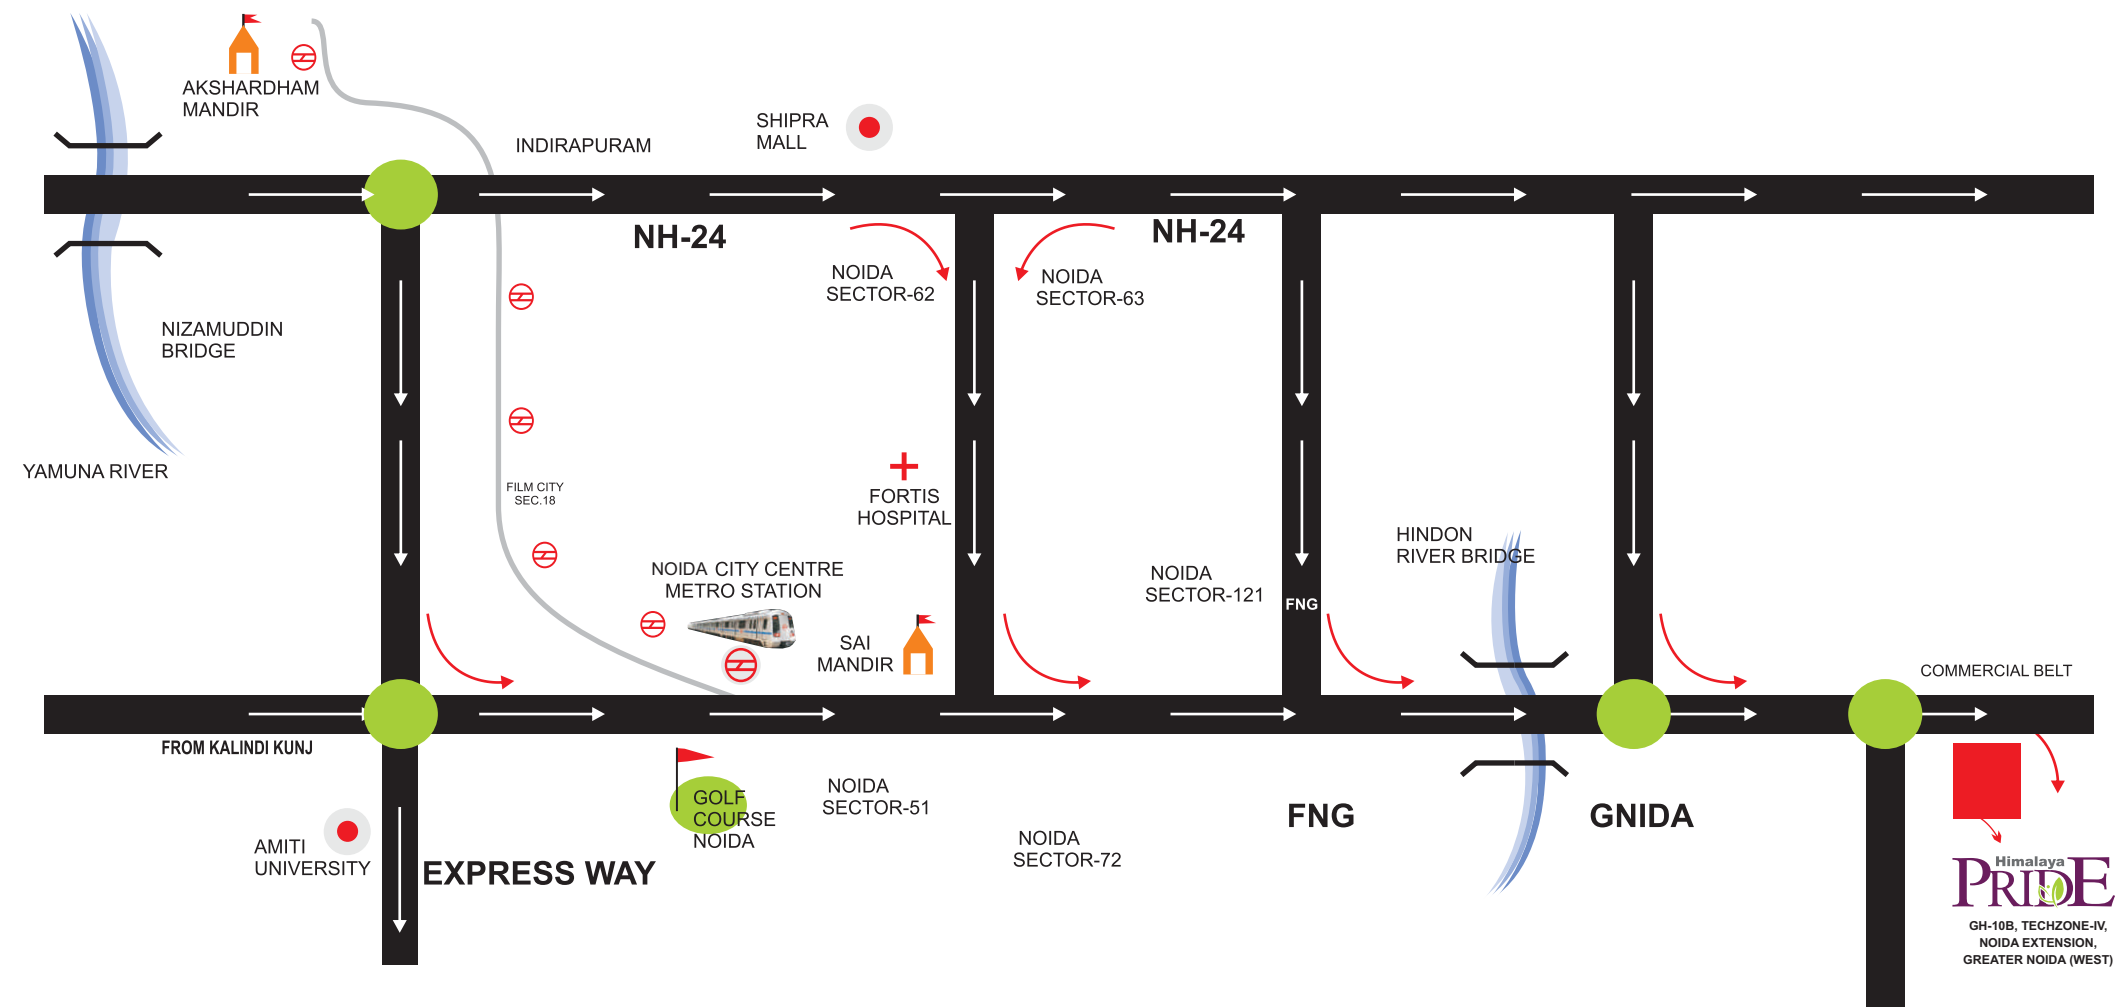 AKSHARDHAM
MANDIR
SHIPRA
MALL
INDIRAPURAM
NH-24
NH-24
NOIDA
SECTOR-62
NOIDA
SECTOR-63
NIZAMUDDIN
BRIDGE
YAMUNA RIVER
FILM CITY
SEC.18
FORTIS
HOSPITAL
HINDON
RIVER BRIDGE
NOIDA CITY CENTRE
METRO STATION
NOIDA
SECTOR-121
FNG
SAI
MANDIR
COMMERCIAL BELT
FROM KALINDI KUNJ
GOLF
COURSE
NOIDA
NOIDA
SECTOR-51
NOIDA
SECTOR-72
FNG
GNIDA
AMITI
UNIVERSITY
EXPRESS WAY
Himalaya
PRIDE
GH-10B, TECHZONE-IV,
NOIDA EXTENSION,
GREATER NOIDA (WEST)